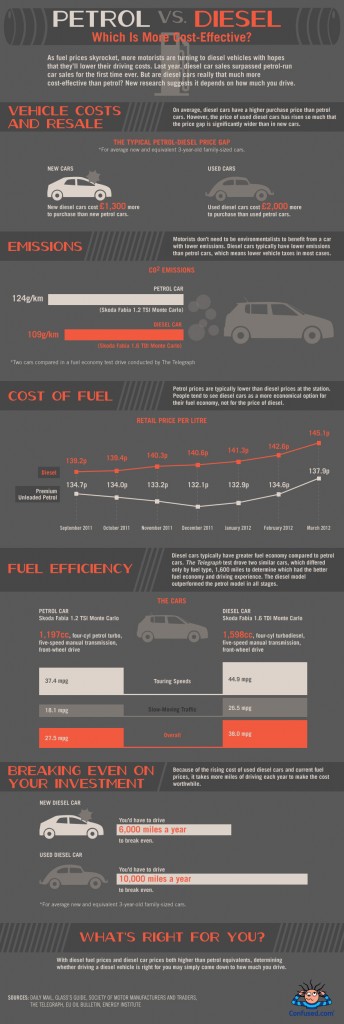 PETROL VS. DIESEL
Which Is More Cost-Effective?
As fuel prices skyrocket, more motorists are turning to diesel vehicles with hopes
that they'll lower their driving costs. Last year, diesel car sales surpassed petrol-run
car sales for the first time ever. But are diesel cars really that much more
cost-effective than petrol? New research suggests it depends on how much you drive.
VEHICLE COSTS
AND RESALE
On average, diesel cars have a higher purchase price than petrol
cars. However, the price of used diesel cars has risen so much that
the price gap is significantly wider than in new cars.
THE TYPICAL PETROL-DIESEL PRICE GAP
*For average new and equivalent 3-year-old family-sized cars.
NEW CARS
New diesel cars cost £1,300 more
to purchase than new petrol cars.
USED CARS
Used diesel cars cost £2,000 more
to purchase than used petrol cars.
EMISSIONS
Motorists don't need to be environmentalists to benefit from a car
with lower emissions. Diesel cars typically have lower emissions
than petrol cars, which means lower vehicle taxes in most cases.
CO² EMISSIONS
PETROL CAR
124g/km
(Skoda Fabia 1.2 TSI Monte Carlo)
DIESEL CAR
109g/km
(Skoda Fabia 1.6 TDI Monte Carlo)
*Two cars compared in a fuel economy test drive conducted by The Telegraph
COST OF FUEL
Petrol prices are typically lower than diesel prices at the station.
People tend to see diesel cars as a more economical option for
their fuel economy, not for the price of diesel.
RETAIL PRICE PER LITRE
Diesel
139.2p 139.4p 140.3p 140.8p 141.3p 142.8p 145.1p
Premium
Unleaded Petrol
134.7p 134.0p 133.2p 132.1p 132.9p 134.6p 137.9p
September 2011 October 2011 November 2011 December 2011 January 2012 February 2012 March 2012
FUEL EFFICIENCY
Diesel cars typically have greater fuel economy compared to petrol
cars. The Telegraph test drove two similar cars, which differed
only by fuel type, 1,600 miles to determine which had the better
fuel economy and driving experience. The diesel model
outperformed the petrol model in all stages.
THE CARS
PETROL CAR
Skoda Fabia 1.2 TSI Monte Carlo
1,197cc, four-cyl petrol turbo,
five-speed manual transmission,
front-wheel drive
DIESEL CAR
Skoda Fabia 1.6 TDI Monte Carlo
1,598cc, four-cyl turbodiesel,
five-speed manual transmission,
front-wheel drive
37.4 mpg Touring Speeds 44.9 mpg
Slow-Moving Traffic
Overall
BREAKING EVEN ON
YOUR INVESTMENT
Because of the rising cost of used diesel cars and current fuel
prices, it takes more miles of driving each year to make the cost
worthwhile.
NEW DIESEL CAR
You'd have to drive
6,000 miles a year
to break even.
USED DIESEL CAR
You'd have to drive
10,000 miles a year
to break even.
*For average new and equivalent 3-year-old family-sized cars.
WHAT'S RIGHT FOR YOU?
With diesel fuel prices and diesel car prices both higher than petrol equivalents, determining
whether driving a diesel vehicle is right for you may simply come down to how much you drive.
SOURCES: DAILY MAIL, GLASS'S GUIDE, SOCIETY OF MOTOR MANUFACTURERS AND TRADERS,
THE TELEGRAPH, EU OIL BULLETIN, ENERGY INSTITUTE
Confused.com